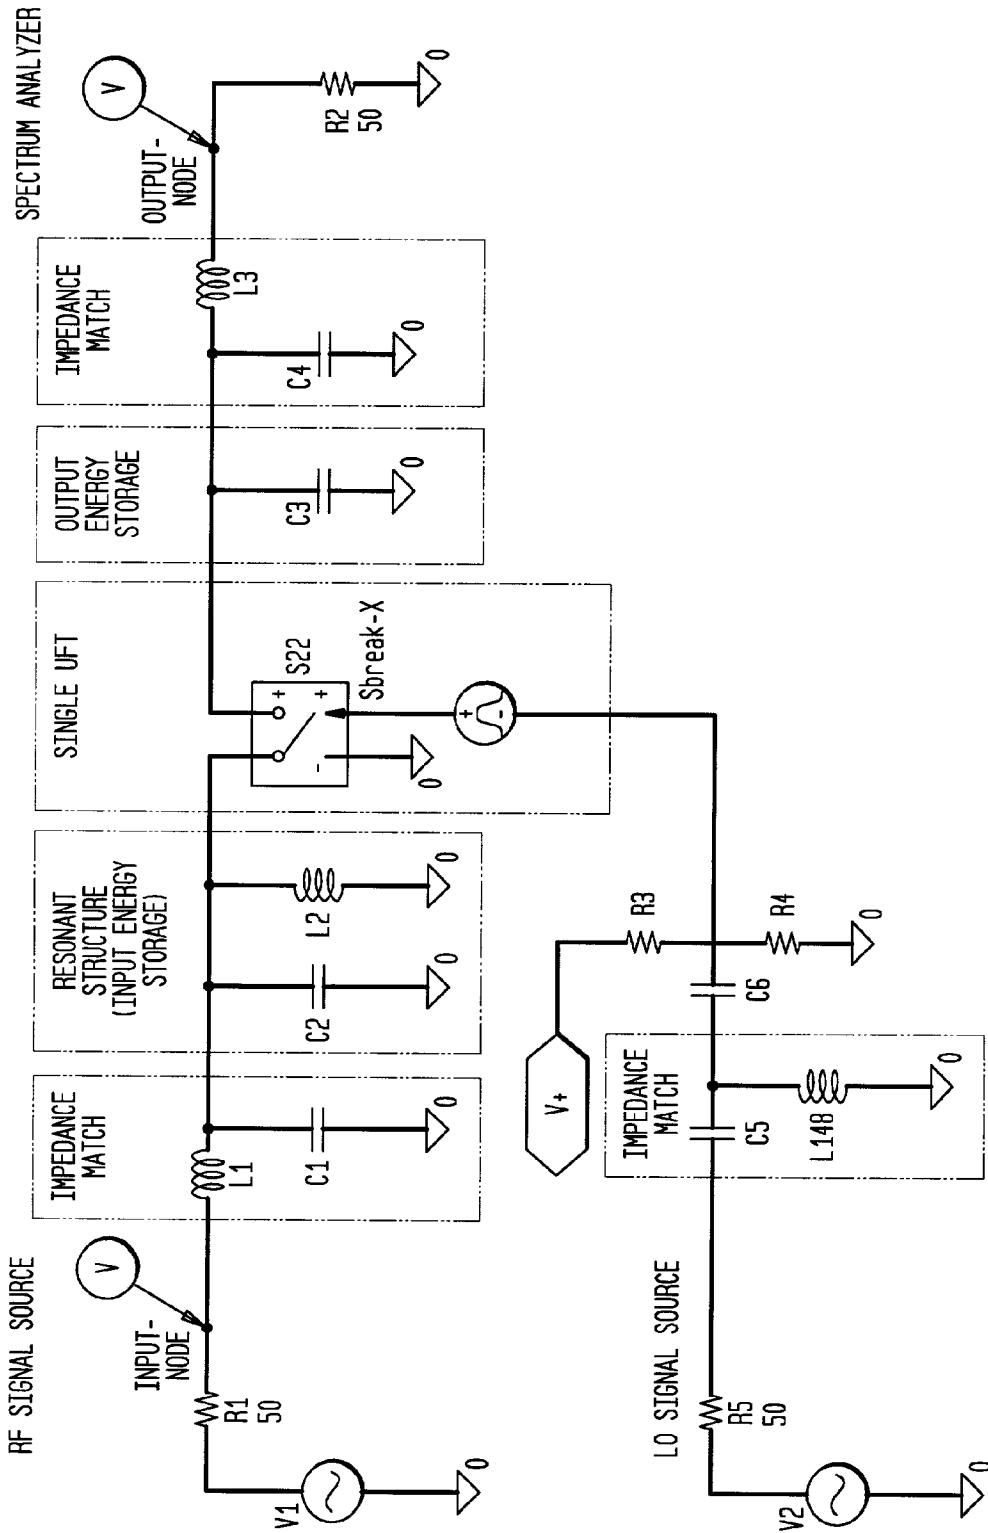 RF SIGNAL SOURCE
SPECTRUM ANALYZER
V
INPUT-
NODE
V1
0
R1
50
IMPEDANCE
MATCH
L1
C1
0
RESONANT
STRUCTURE
(INPUT ENERGY
STORAGE)
C2
0
L2
0
SINGLE UFT
S22
+
+
-
Sbreak-X
0
+
-
OUTPUT
ENERGY
STORAGE
C3
0
IMPEDANCE
MATCH
C4
0
L3
OUTPUT-
NODE
V
R2
50
0
LO SIGNAL SOURCE
V2
0
R5
50
IMPEDANCE
MATCH
C5
L148
0
C6
V+
R3
R4
0